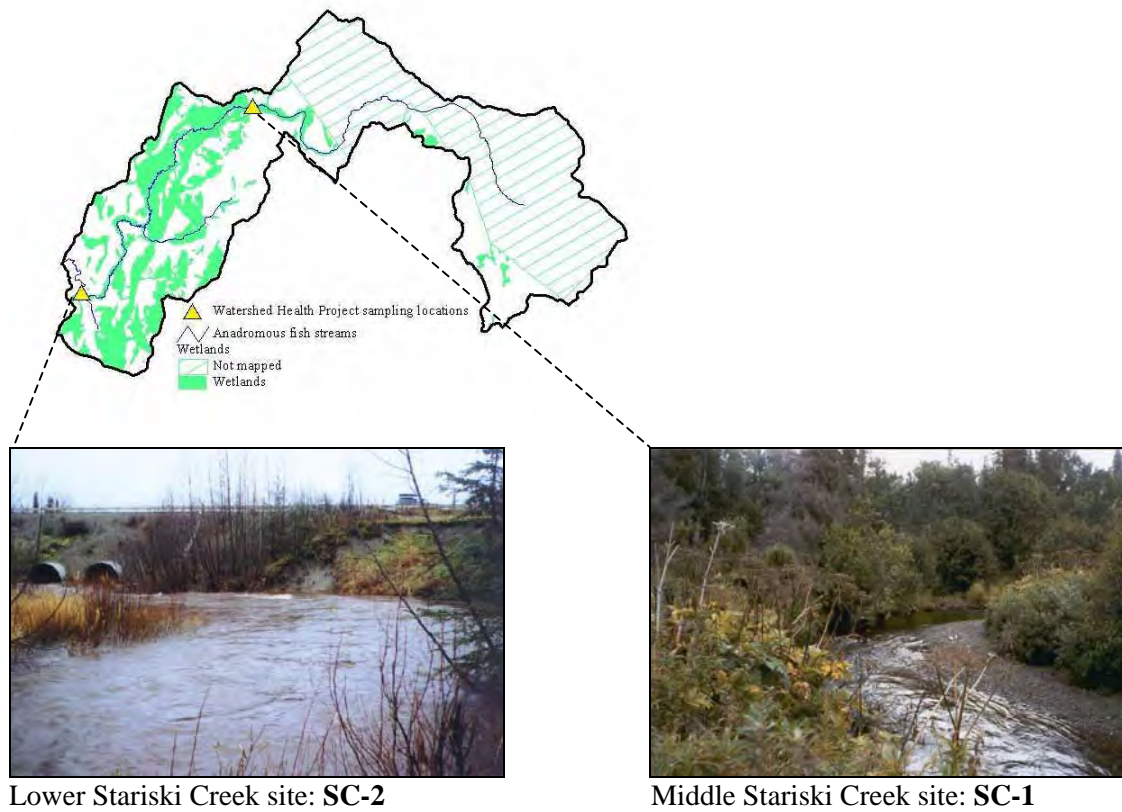 Watershed Health Project sampling locations
Anadromous fish streams
Wetlands
Not mapped
Wetlands
Lower Stariski Creek site: SC-2
Middle Stariski Creek site: SC-1